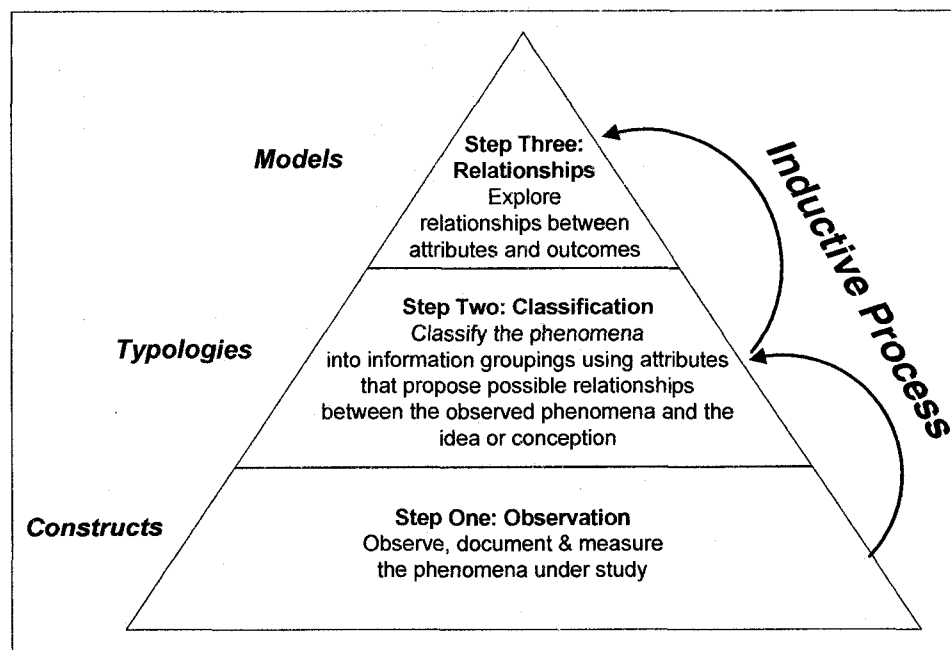 Models
Step Three:
Relationships
Explore
relationships between
attributes and outcomes
Typologies
Step Two: Classification
Classify the phenomena
into information groupings using attributes
that propose possible relationships
between the observed phenomena and the
idea or conception
Constructs
Step One: Observation
Observe, document & measure
the phenomena under study
Inductive Process